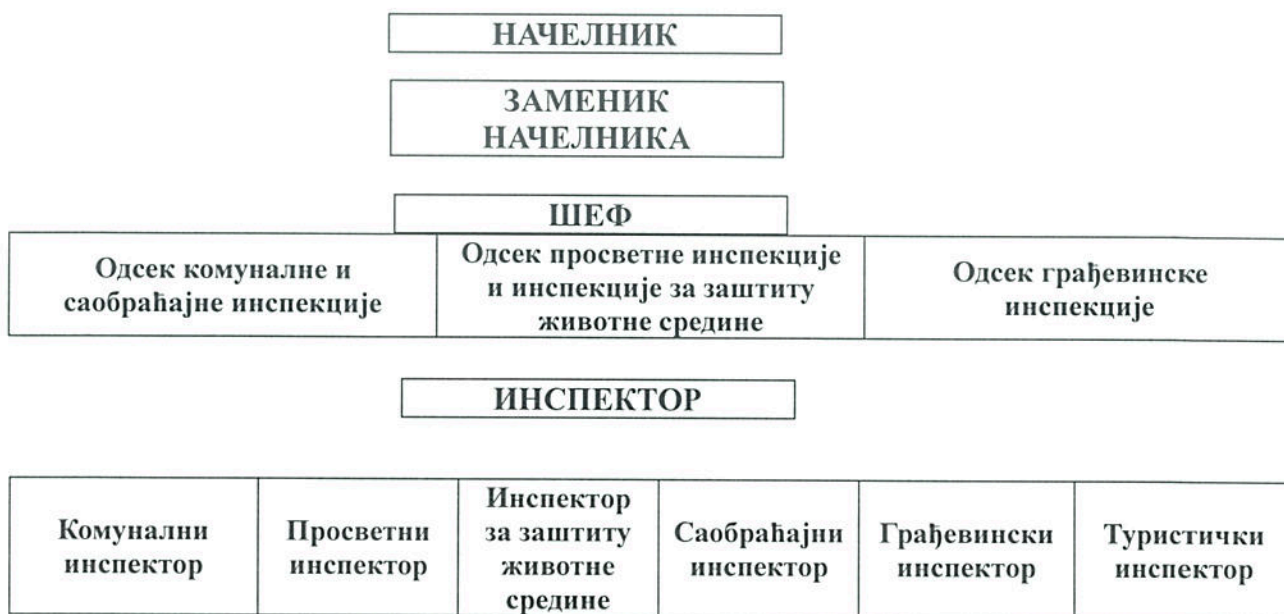 НАЧЕЛНИК
ЗАМЕНИК
НАЧЕЛНИКА
ШЕФ
Одсек комуналне и
саобраћајне инспекције
Одсек просветне инспекције
и инспекције за заштиту
животне средине
Одсек грађевинске
инспекције
ИНСПЕКТОР
Комунални
инспектор
Просветни
инспектор
Инспектор
за заштиту
животне
средине
Саобраћајни
инспектор
Грађевински
инспектор
Туристички
инспектор